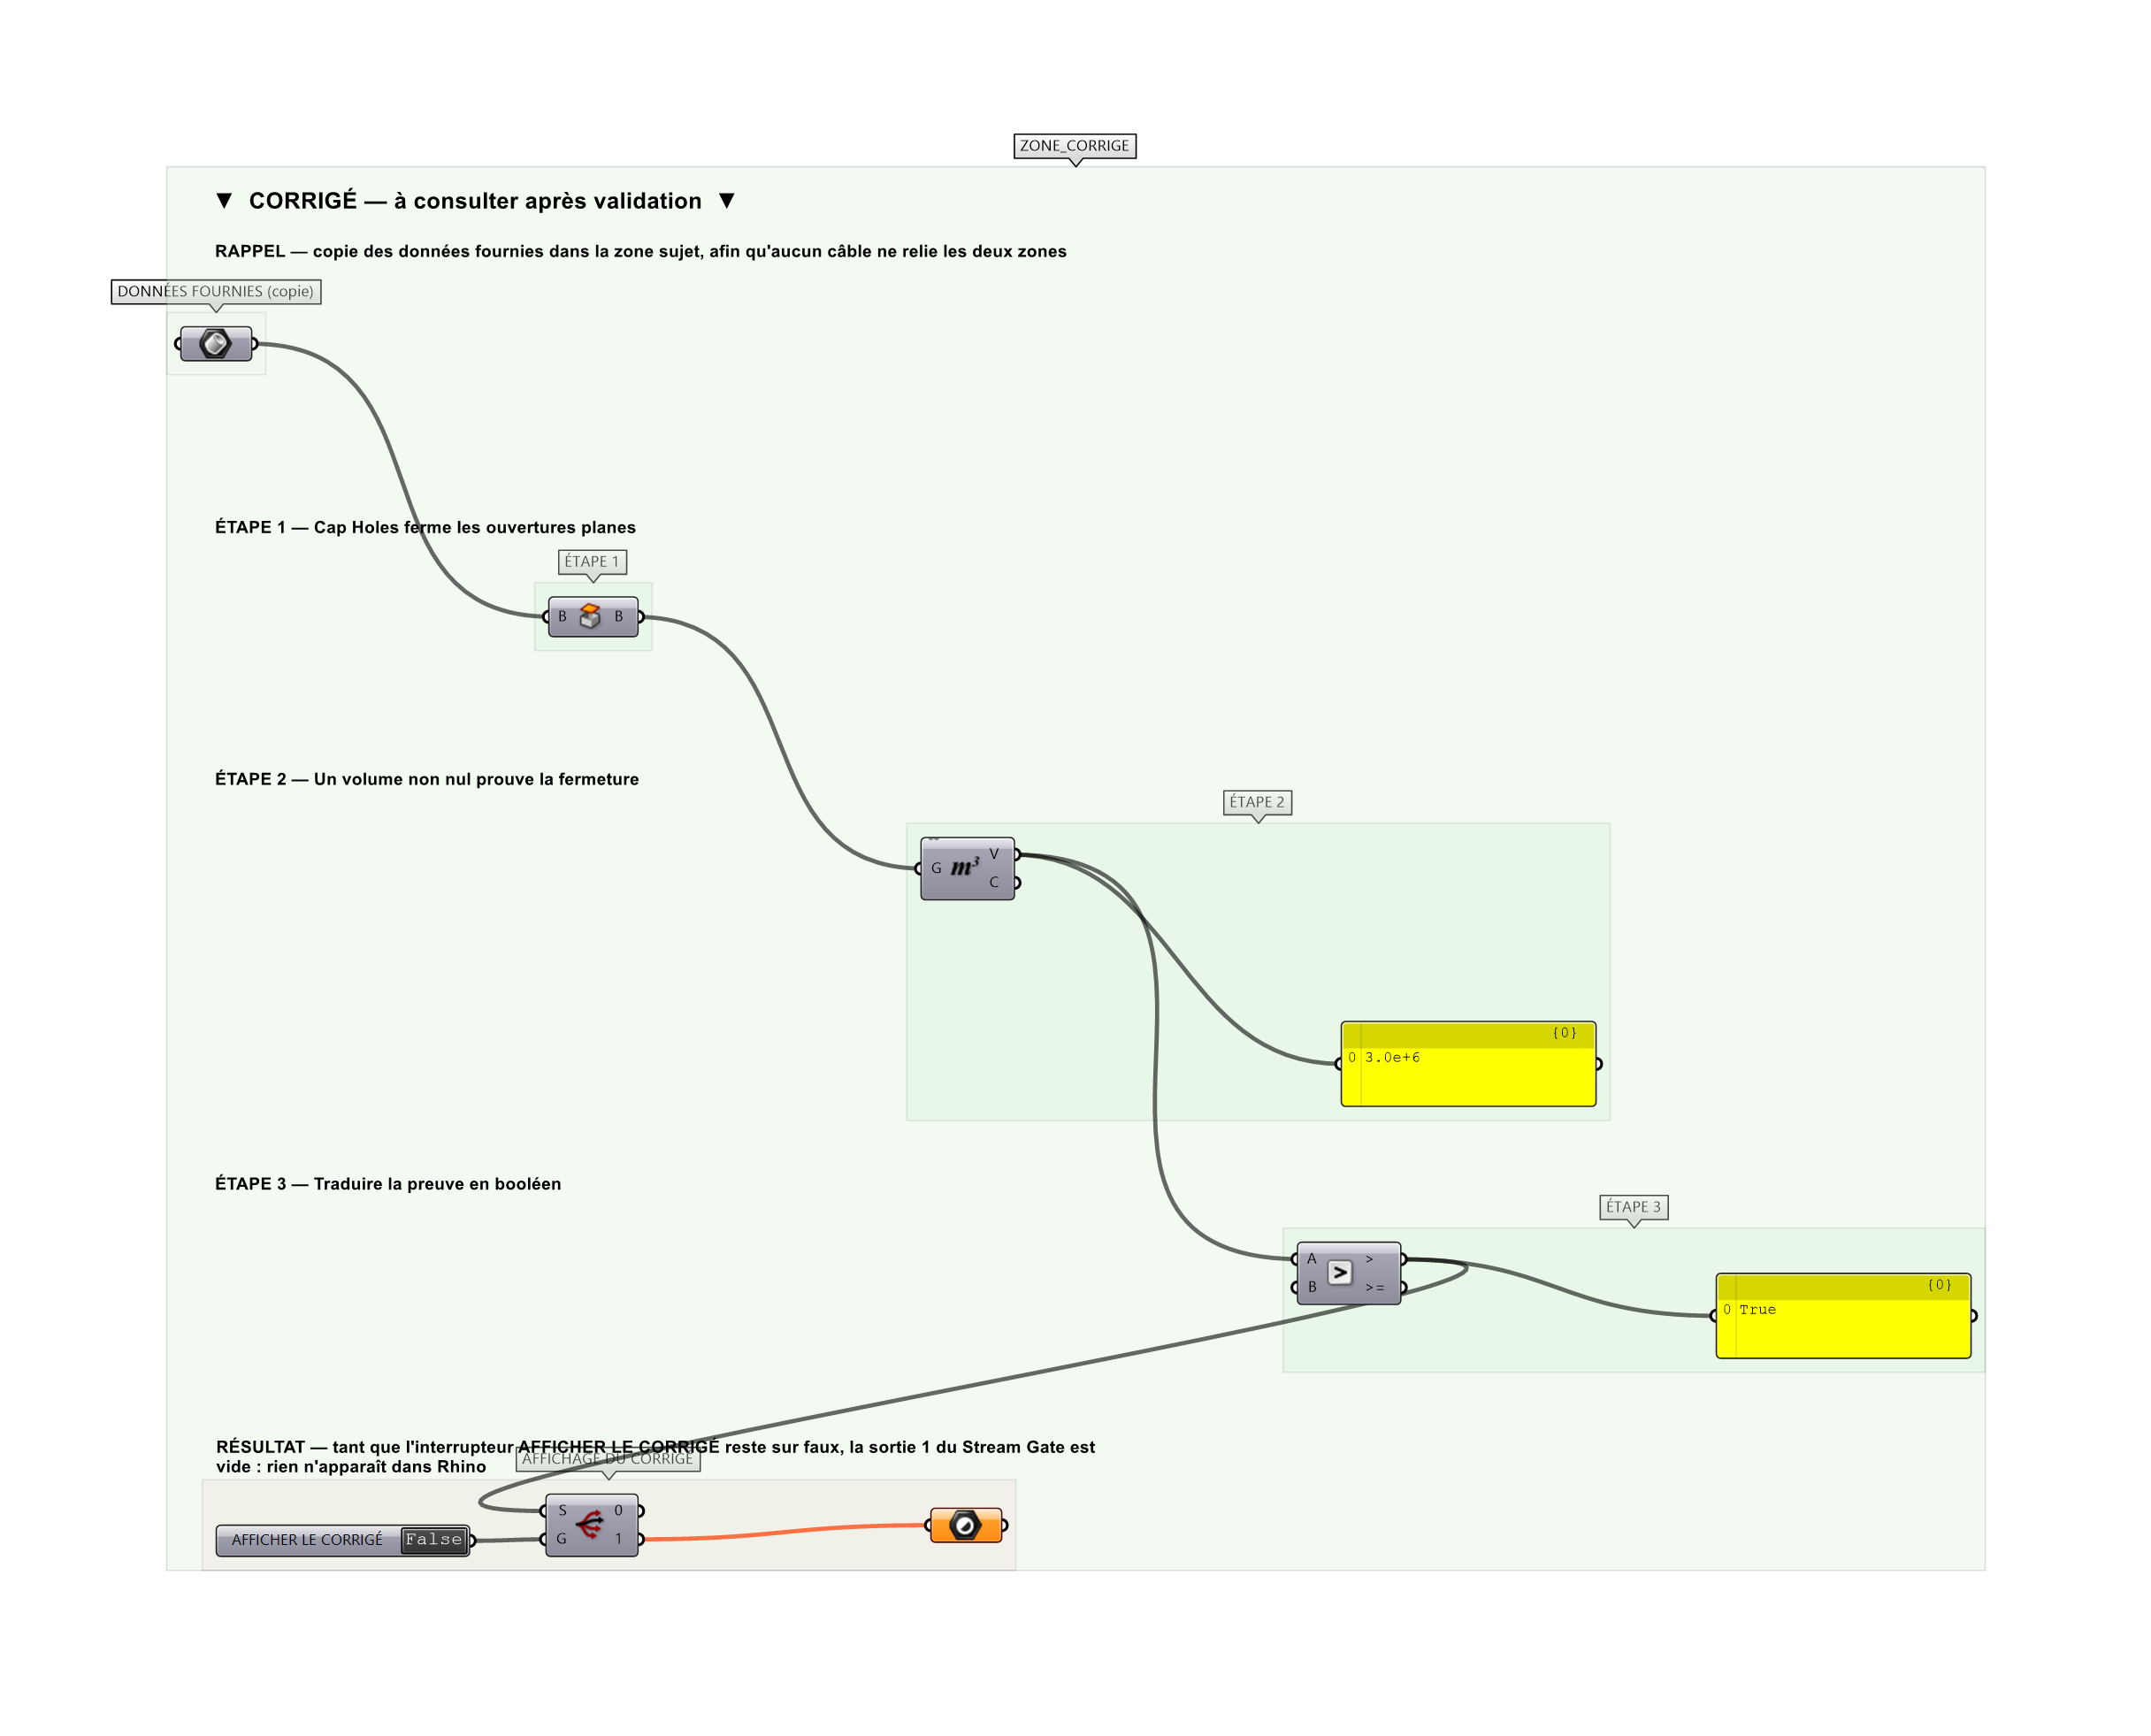 ZONE_CORRIGE
▼ CORRIGÉ — à consulter après validation ▼
RAPPEL — copie des données fournies dans la zone sujet, afin qu'aucun câble ne relie les deux zones
DONNÉES FOURNIES (copie)
ÉTAPE 1 — Cap Holes ferme les ouvertures planes
ÉTAPE 1
B B
ÉTAPE 2 — Un volume non nul prouve la fermeture
ÉTAPE 2
G m³ V
C
{0}
0 3.0e+6
ÉTAPE 3 — Traduire la preuve en booléen
ÉTAPE 3
A > >
B >=
{0}
0 True
RÉSULTAT — tant que l'interrupteur AFFICHER LE CORRIGÉ reste sur faux, la sortie 1 du Stream Gate est
vide : rien n'apparaît dans Rhino
AFFICHAGE DU CORRIGÉ
S 0
G 1
AFFICHER LE CORRIGÉ False